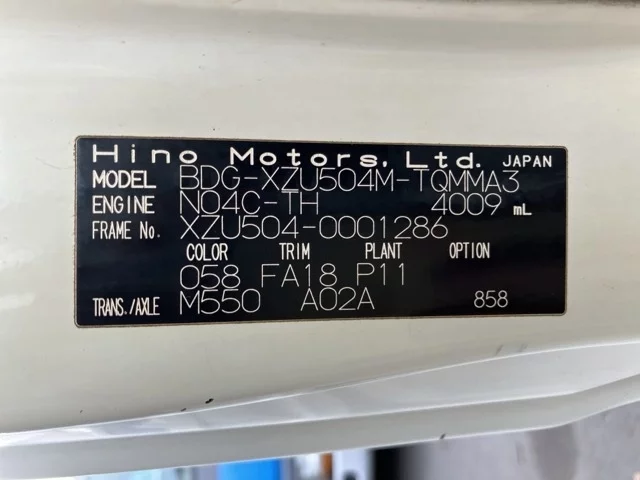 Hino Motors, Ltd. JAPAN
MODEL BDG-XZU504M-TQMMA3
ENGINE N04C-TH 4009 mL
FRAME No. XZU504-0001286
COLOR TRIM PLANT OPTION
058 FA18 P11
TRANS./AXLE M550 A02A 858